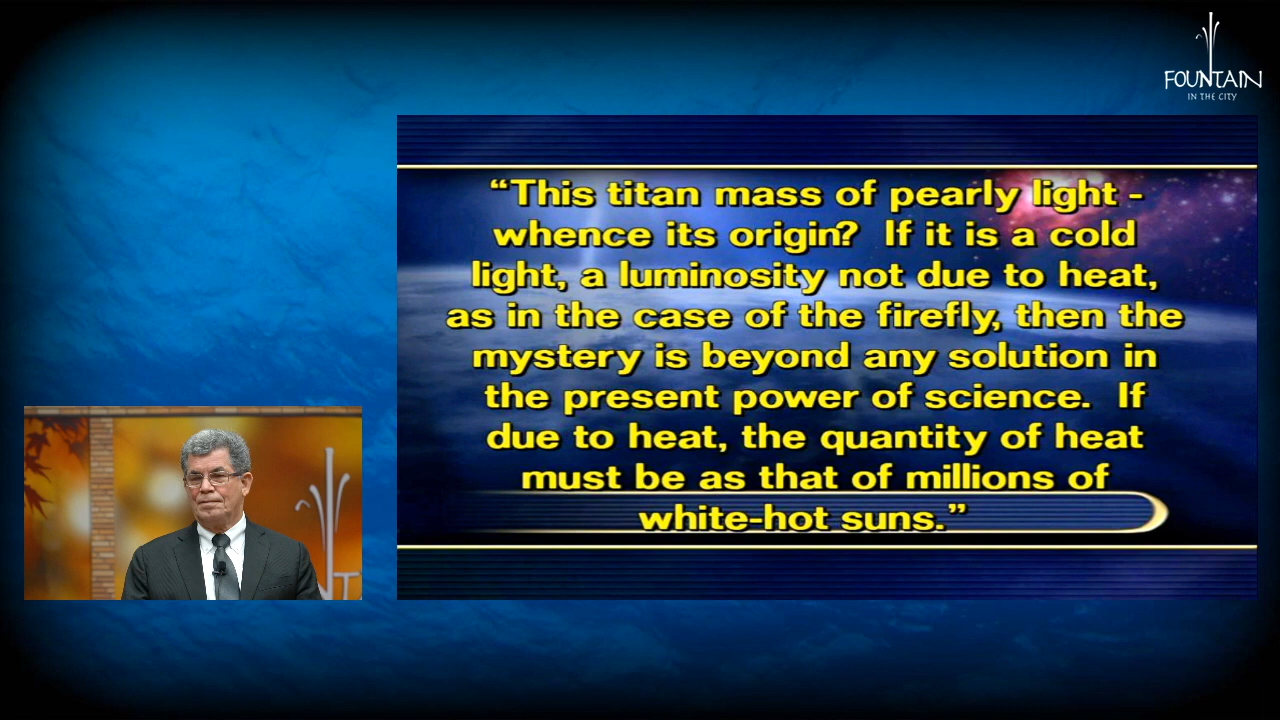 FOUNTAIN
IN THE CITY
“This titan mass of pearly light -
whence its origin?  If it is a cold
light, a luminosity not due to heat,
as in the case of the firefly, then the
mystery is beyond any solution in
the present power of science.  If
due to heat, the quantity of heat
must be as that of millions of
white-hot suns.”